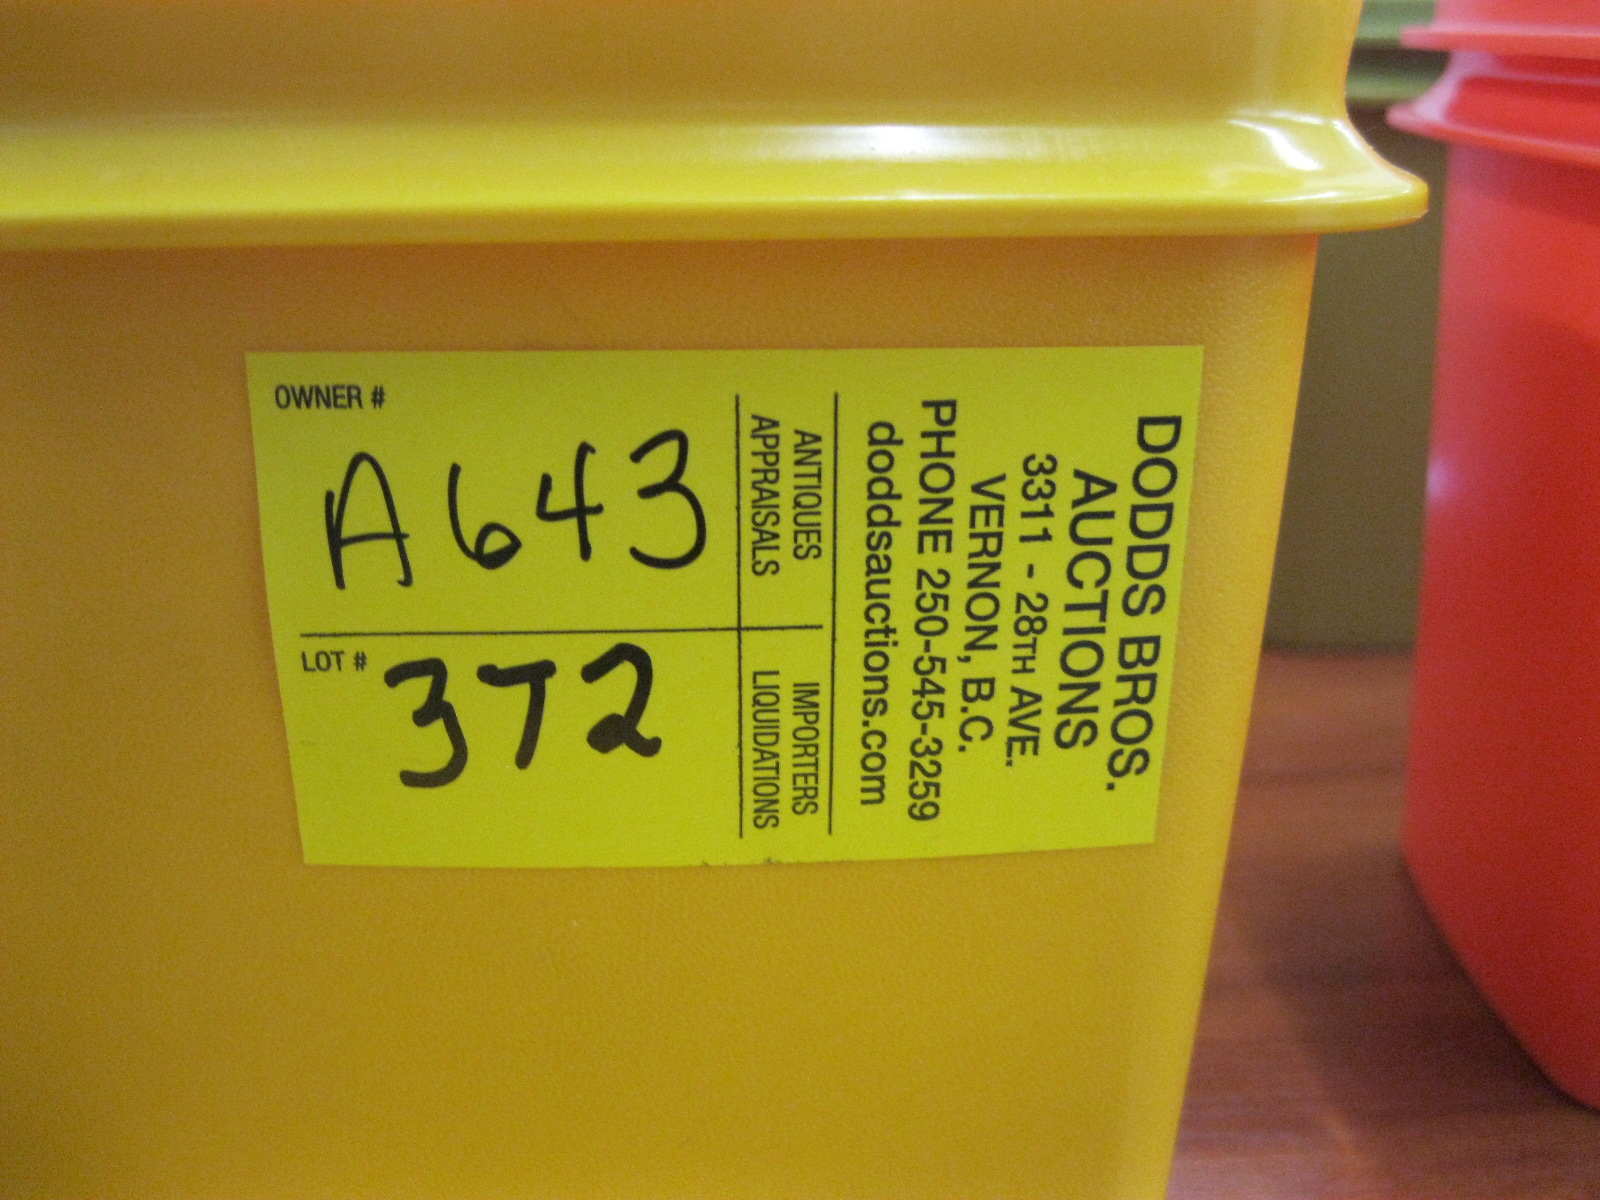 DODDS BROS.
AUCTIONS
3311 - 28TH AVE.
VERNON, B.C.
PHONE 250-545-3259
doddsauctions.com
ANTIQUES
APPRAISALS
IMPORTERS
LIQUIDATIONS
OWNER #
A643
LOT #
372